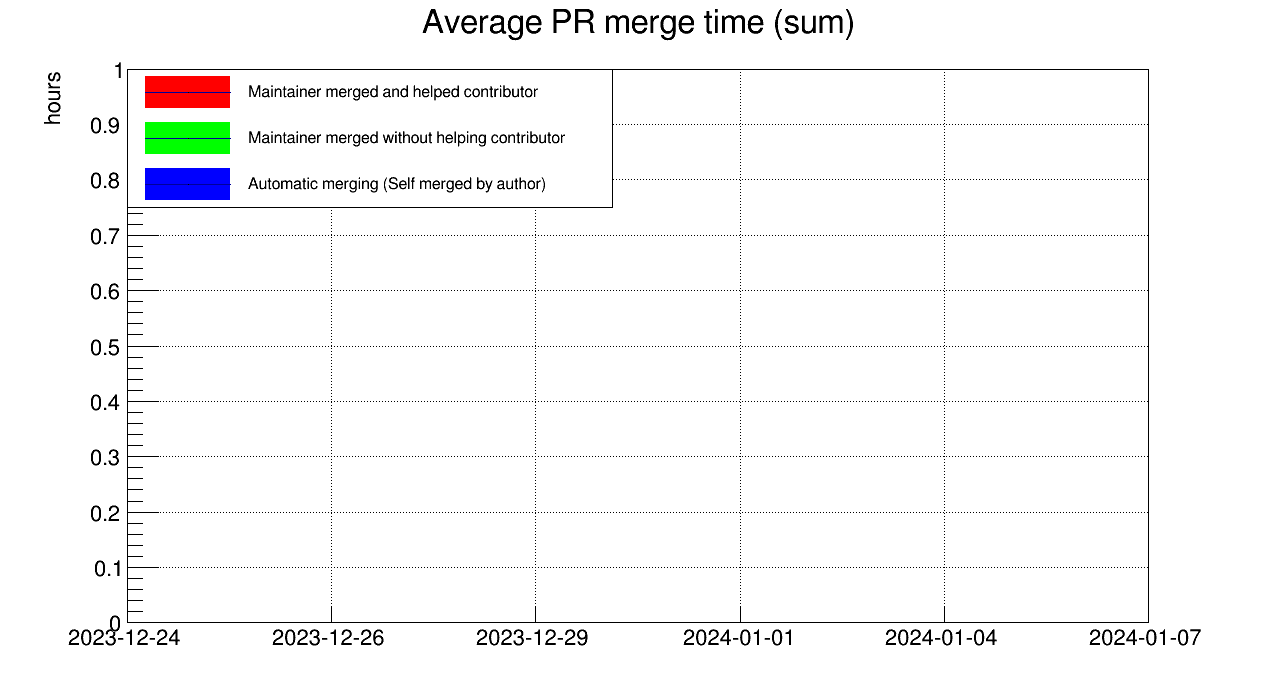 Average PR merge time (sum)
hours
Maintainer merged and helped contributor
Maintainer merged without helping contributor
Automatic merging (Self merged by author)
1
0.9
0.8
0.7
0.6
0.5
0.4
0.3
0.2
0.1
0
2023-12-24 2023-12-26 2023-12-29 2024-01-01 2024-01-04 2024-01-07